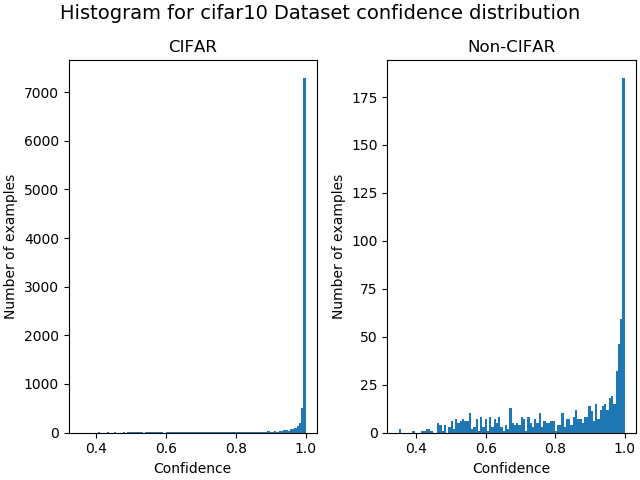 Histogram for cifar10 Dataset confidence distribution
CIFAR
Number of examples
7000
6000
5000
4000
3000
2000
1000
0
0.4 0.6 0.8 1.0
Confidence
Non-CIFAR
Number of examples
175
150
125
100
75
50
25
0
0.4 0.6 0.8 1.0
Confidence